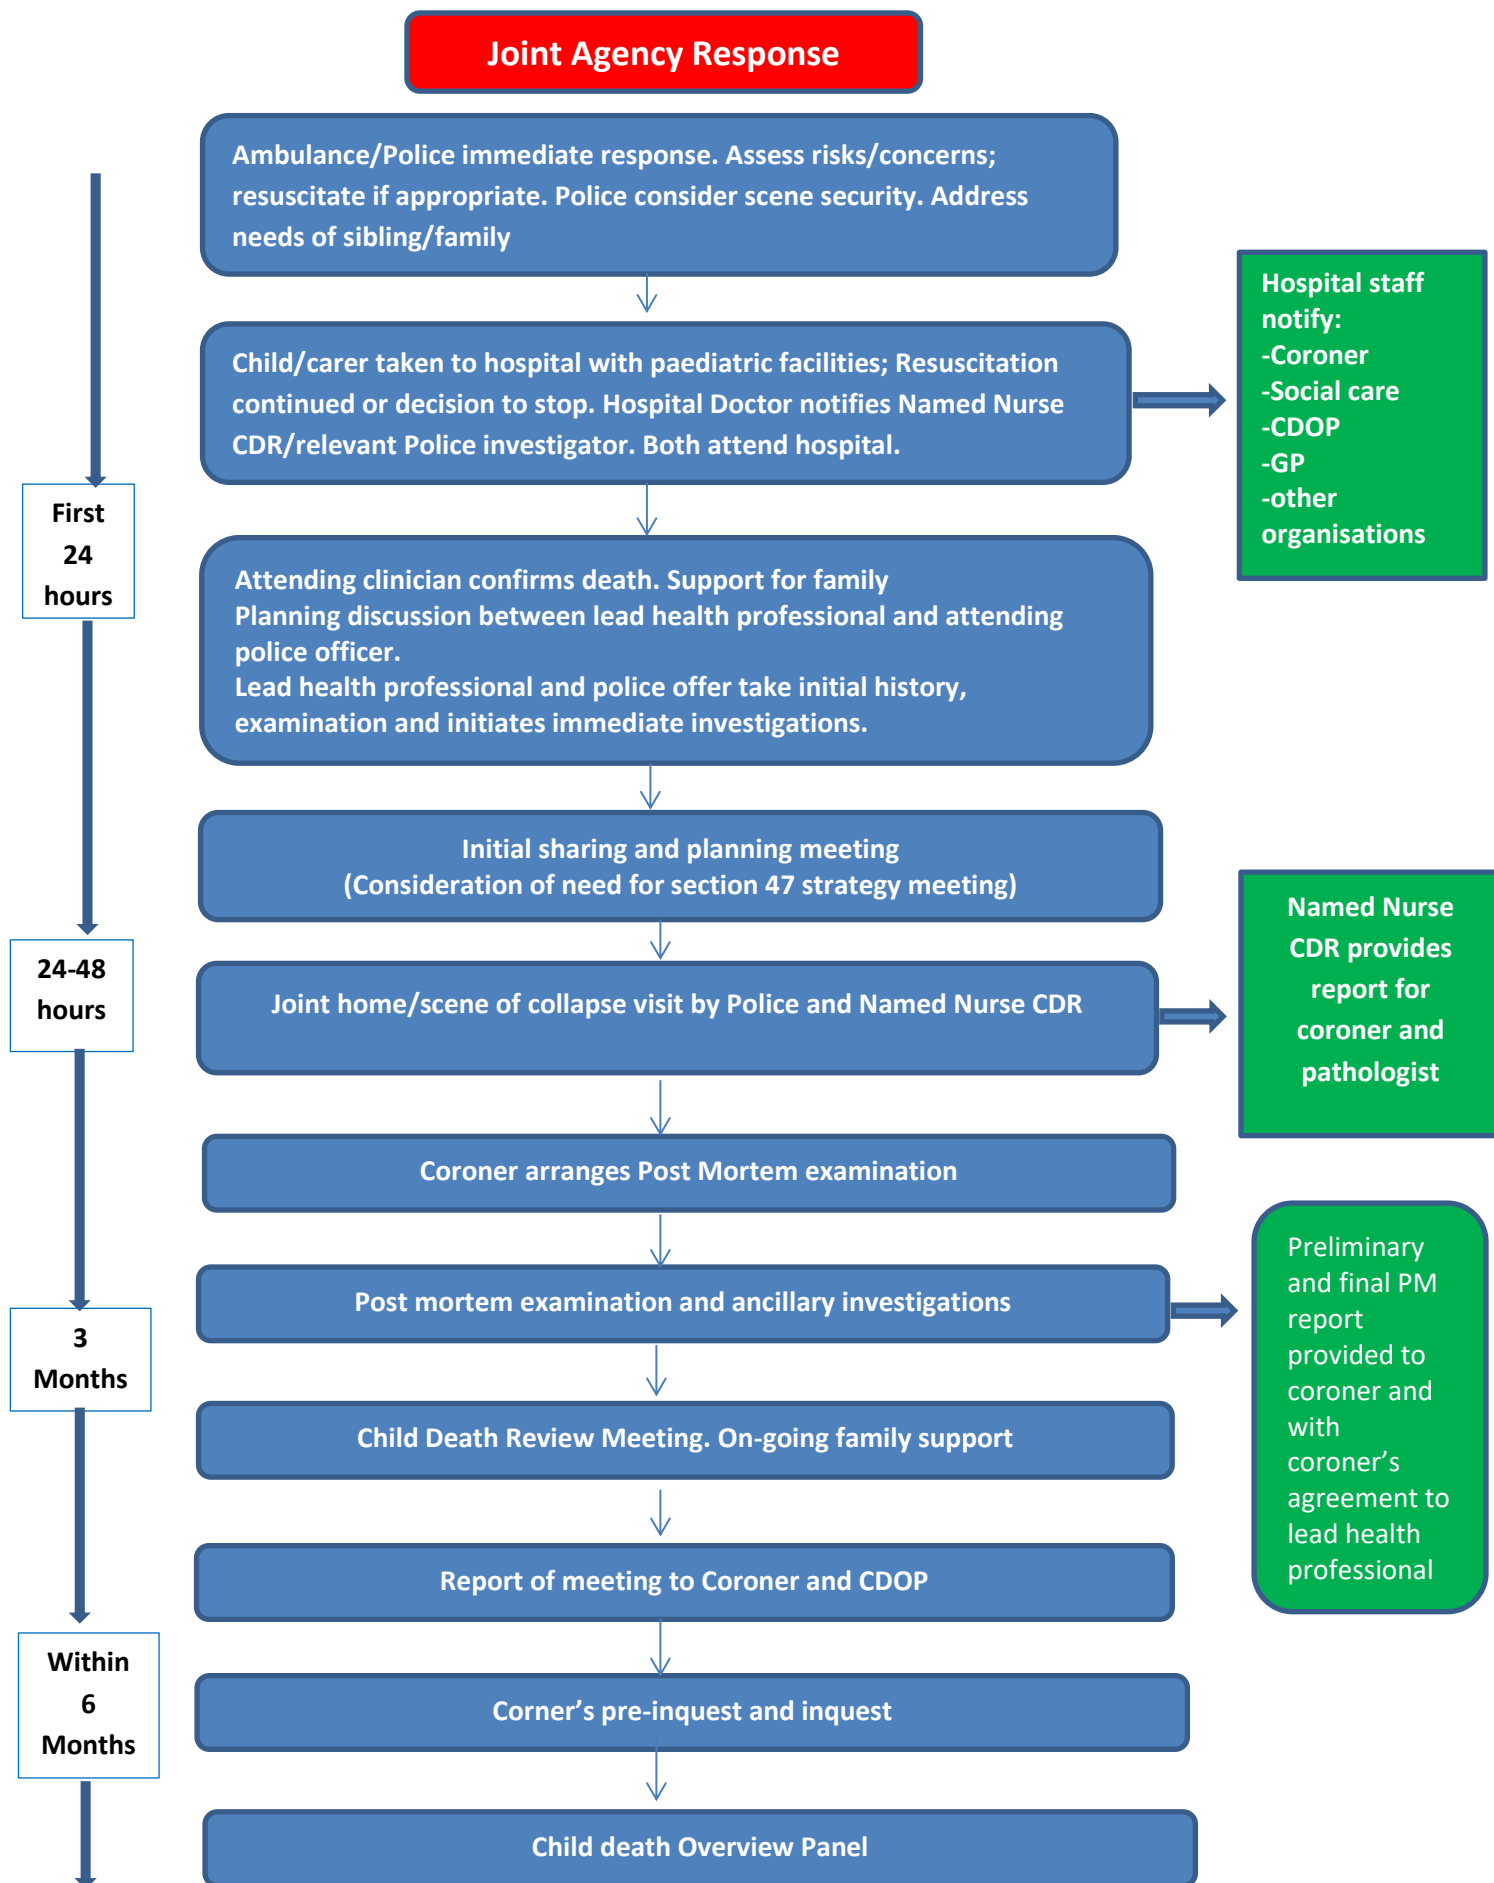 Joint Agency Response
Ambulance/Police immediate response. Assess risks/concerns;
resuscitate if appropriate. Police consider scene security. Address
needs of sibling/family
Child/carer taken to hospital with paediatric facilities; Resuscitation
continued or decision to stop. Hospital Doctor notifies Named Nurse
CDR/relevant Police investigator. Both attend hospital.
Hospital staff
notify:
-Coroner
-Social care
-CDOP
-GP
-other
organisations
First
24
hours
Attending clinician confirms death. Support for family
Planning discussion between lead health professional and attending
police officer.
Lead health professional and police offer take initial history,
examination and initiates immediate investigations.
Initial sharing and planning meeting
(Consideration of need for section 47 strategy meeting)
24-48
hours
Joint home/scene of collapse visit by Police and Named Nurse CDR
Named Nurse
CDR provides
report for
coroner and
pathologist
Coroner arranges Post Mortem examination
Post mortem examination and ancillary investigations
Preliminary
and final PM
report
provided to
coroner and
with
coroner’s
agreement to
lead health
professional
3
Months
Child Death Review Meeting. On-going family support
Report of meeting to Coroner and CDOP
Within
6
Months
Corner’s pre-inquest and inquest
Child death Overview Panel